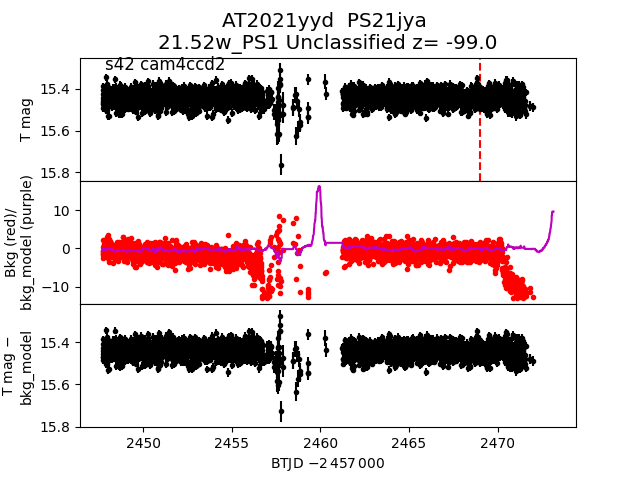 AT2021yyd  PS21jya
21.52w_PS1 Unclassified z= -99.0
s42 cam4ccd2
T mag
15.4
15.6
15.8
Bkg (red)/
bkg_model (purple)
10
0
−10
T mag −
bkg_model
15.4
15.6
15.8
2450
2455
2460
2465
2470
BTJD −2 457 000